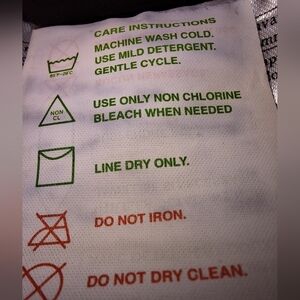 CARE INSTRUCTIONS
MACHINE WASH COLD.
USE MILD DETERGENT.
GENTLE CYCLE.
NON
CL
USE ONLY NON CHLORINE
BLEACH WHEN NEEDED
LINE DRY ONLY.
DO NOT IRON.
DO NOT DRY CLEAN.